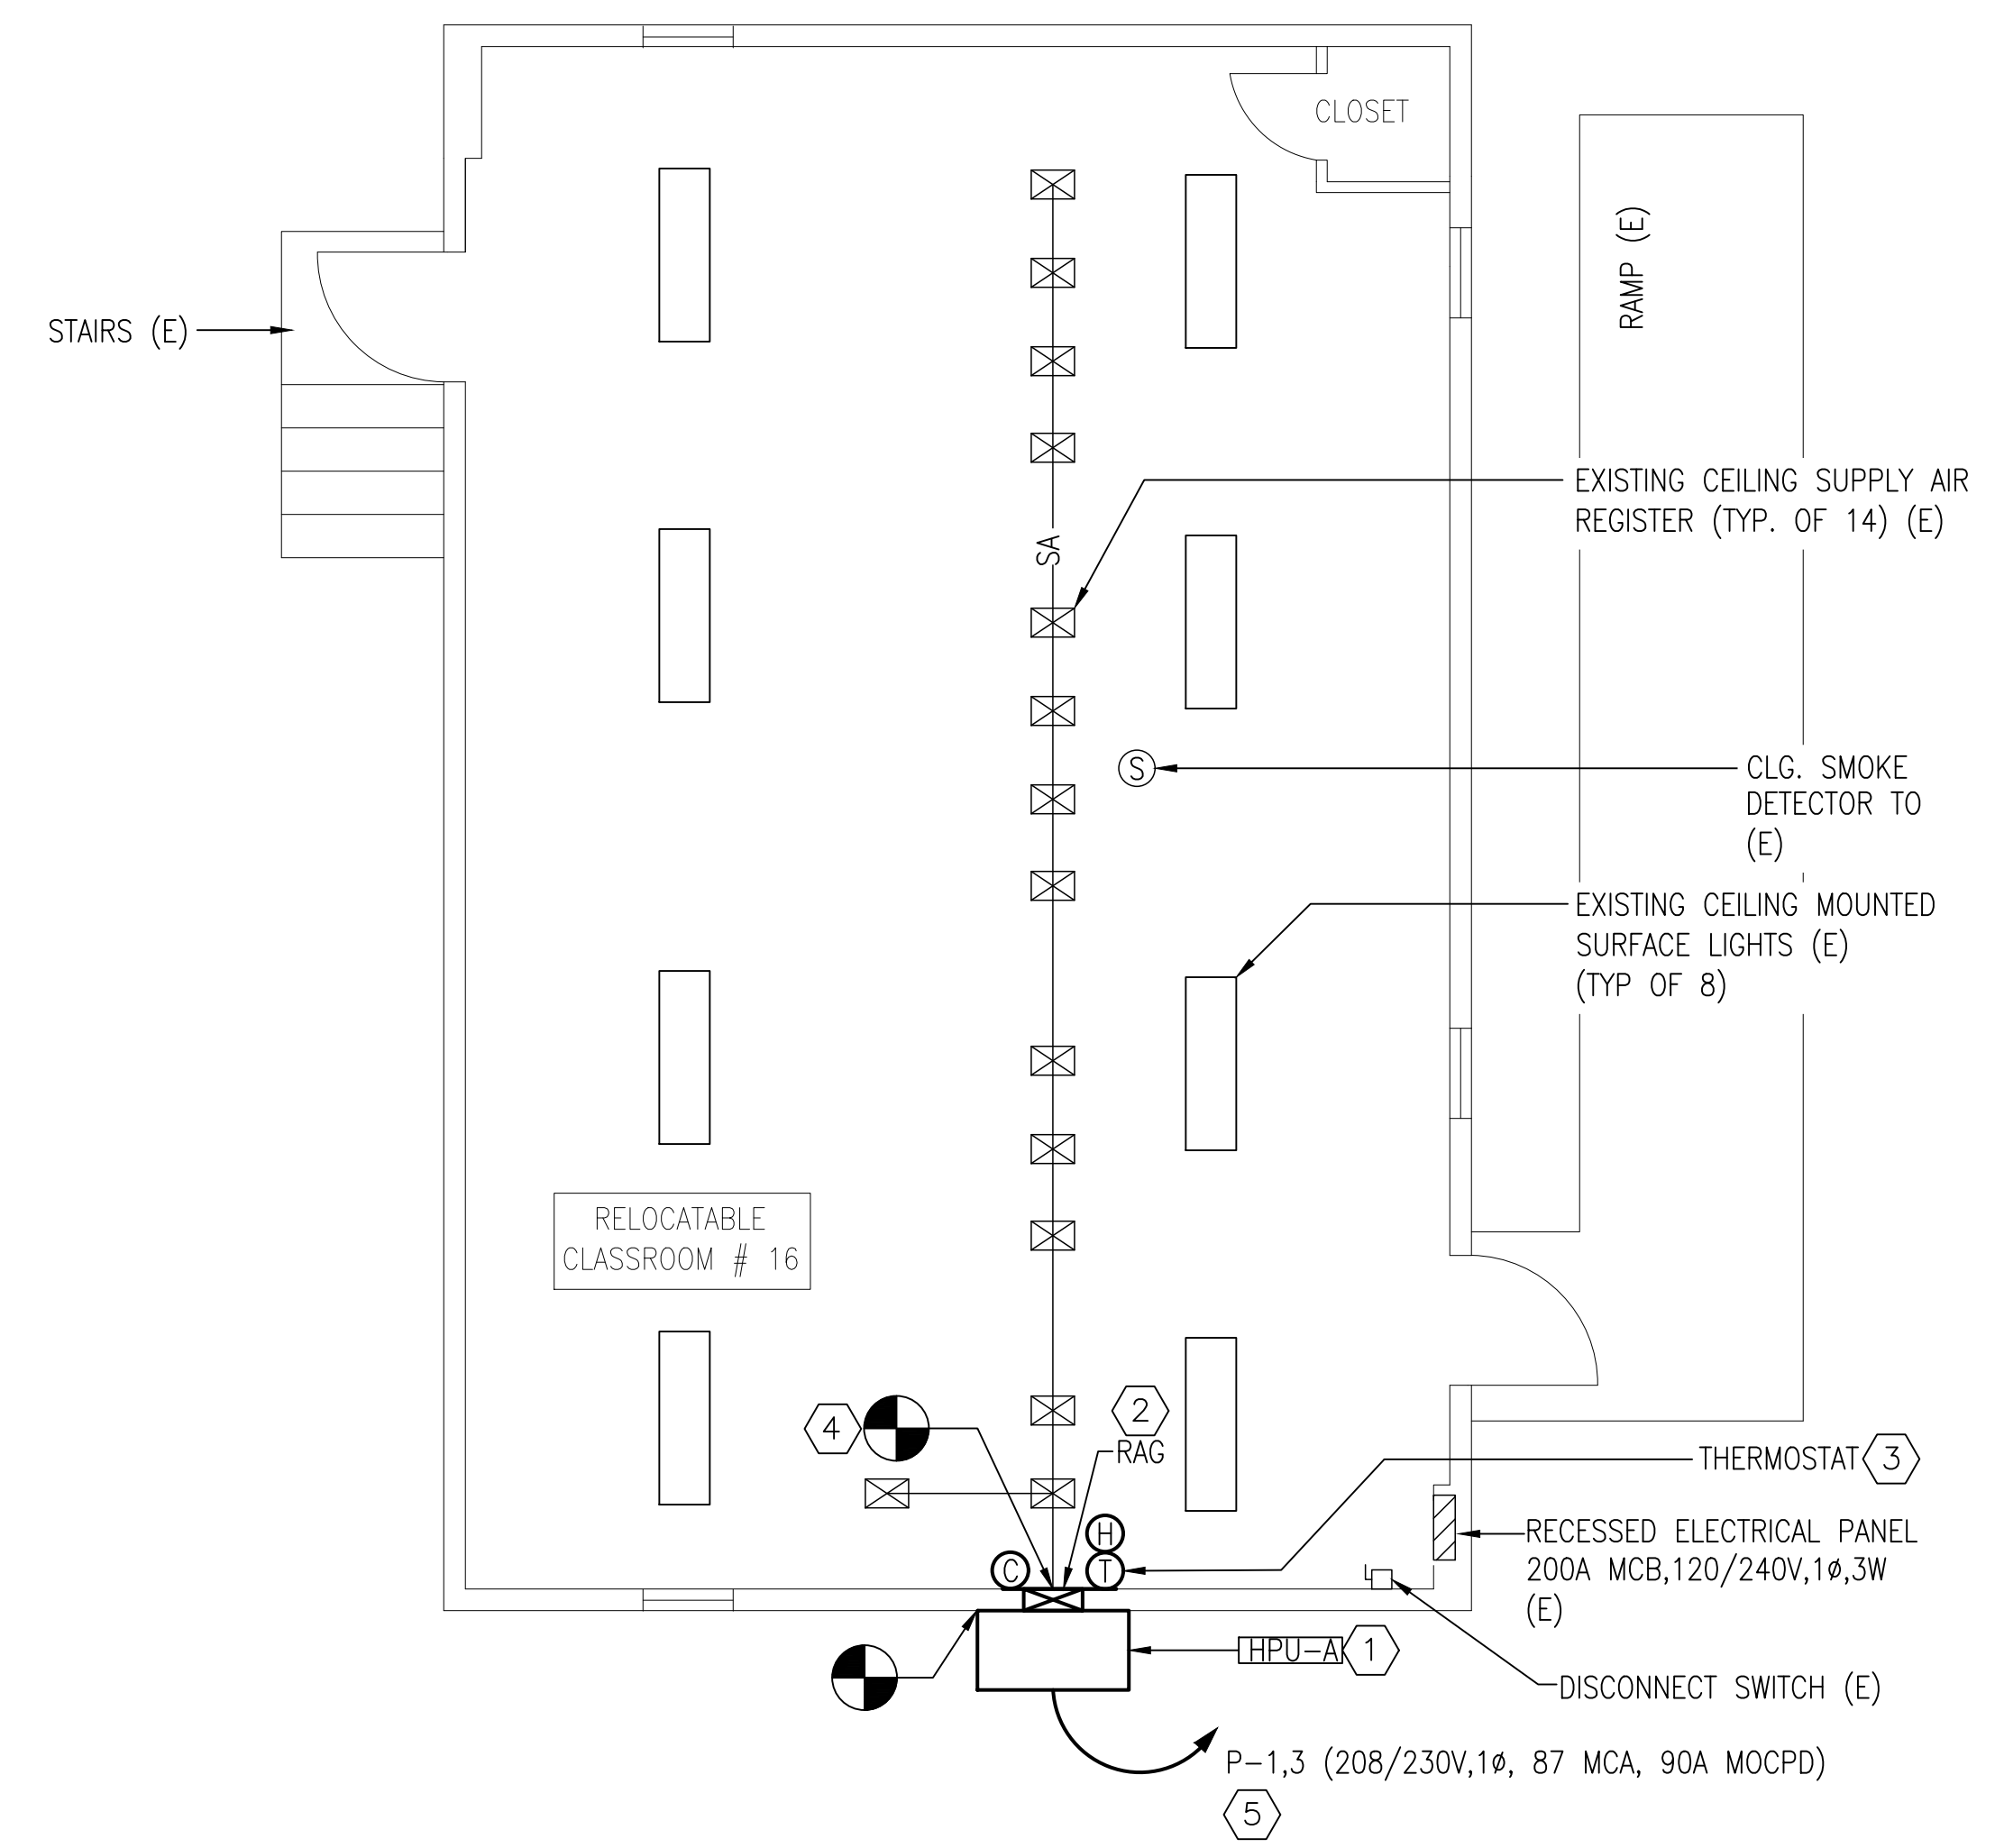 CLOSET
RAMP (E)
STAIRS (E)
EXISTING CEILING SUPPLY AIR
REGISTER (TYP. OF 14) (E)
SA
S
CLG. SMOKE
DETECTOR TO
(E)
EXISTING CEILING MOUNTED
SURFACE LIGHTS (E)
(TYP OF 8)
RELOCATABLE
CLASSROOM # 16
4
2
RAG
THERMOSTAT 3
H
C
T
RECESSED ELECTRICAL PANEL
200A MCB,120/240V,1ø,3W
(E)
HPU-A 1
DISCONNECT SWITCH (E)
P-1,3 (208/230V,1ø, 87 MCA, 90A MOCPD)
5